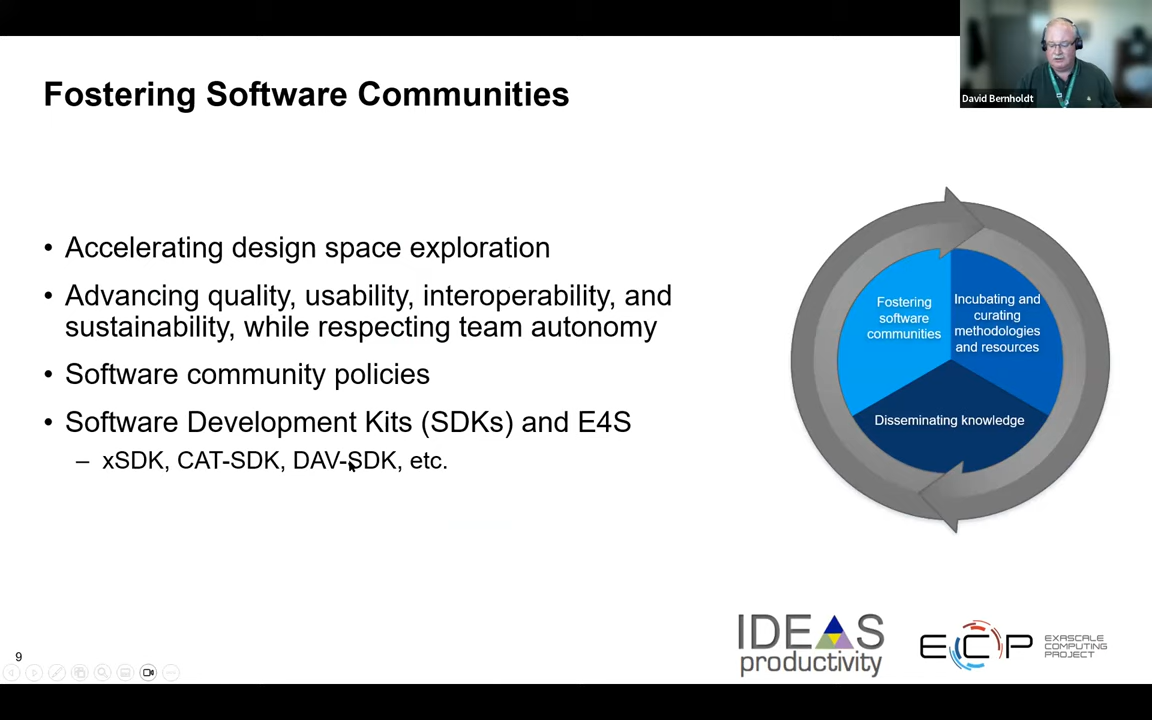 David Bernholdt
Fostering Software Communities
• Accelerating design space exploration
• Advancing quality, usability, interoperability, and
sustainability, while respecting team autonomy
• Software community policies
• Software Development Kits (SDKs) and E4S
– xSDK, CAT-SDK, DAV-SDK, etc.
Fostering
software
communities
Incubating and
curating
methodologies
and resources
Disseminating knowledge
IDEAS
productivity
ECP
EXASCALE
COMPUTING
PROJECT
9